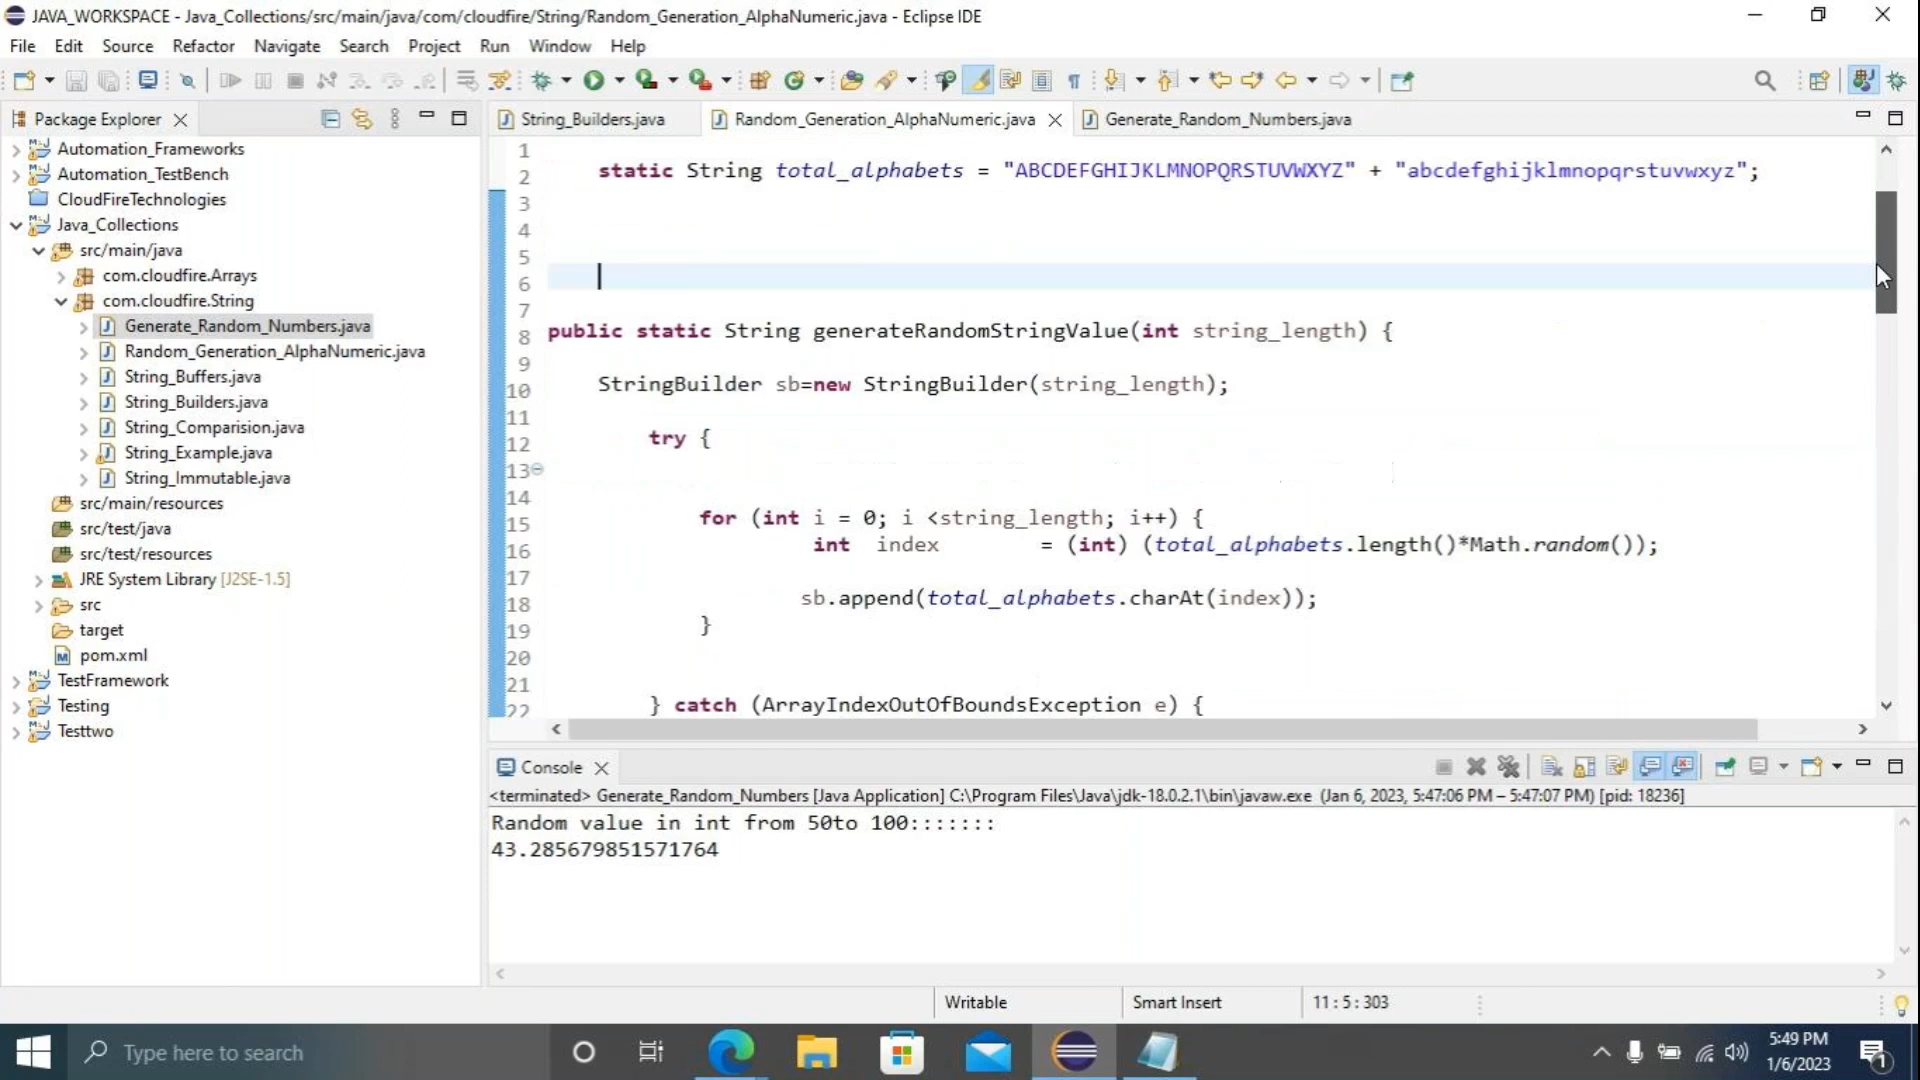 JAVA_WORKSPACE - Java_Collections/src/main/java/com/cloudfire/String/Random_Generation_AlphaNumeric.java - Eclipse IDE
File Edit Source Refactor Navigate Search Project Run Window Help
Package Explorer
Automation_Frameworks
Automation_TestBench
CloudFireTechnologies
Java_Collections
src/main/java
com.cloudfire.Arrays
com.cloudfire.String
Generate_Random_Numbers.java
Random_Generation_AlphaNumeric.java
String_Buffers.java
String_Builders.java
String_Comparision.java
String_Example.java
String_Immutable.java
src/main/resources
src/test/java
src/test/resources
JRE System Library [J2SE-1.5]
src
target
pom.xml
TestFramework
Testing
Testtwo
String_Builders.java Random_Generation_AlphaNumeric.java Generate_Random_Numbers.java
1
2 static String total_alphabets = "ABCDEFGHIJKLMNOPQRSTUVWXYZ" + "abcdefghijklmnopqrstuvwxyz";
3
4
5
6
7
8 public static String generateRandomStringValue(int string_length) {
9
10 StringBuilder sb=new StringBuilder(string_length);
11
12 try {
13
14
15 for (int i = 0; i <string_length; i++) {
16 int index = (int) (total_alphabets.length()*Math.random());
17
18 sb.append(total_alphabets.charAt(index));
19 }
20
21
22 } catch (ArrayIndexOutOfBoundsException e) {
Console
<terminated> Generate_Random_Numbers [Java Application] C:\Program Files\Java\jdk-18.0.2.1\bin\javaw.exe (Jan 6, 2023, 5:47:06 PM – 5:47:07 PM) [pid: 18236]
Random value in int from 50to 100:::::::
43.285679851571764
Writable Smart Insert 11 : 5 : 303
Type here to search
5:49 PM
1/6/2023
1